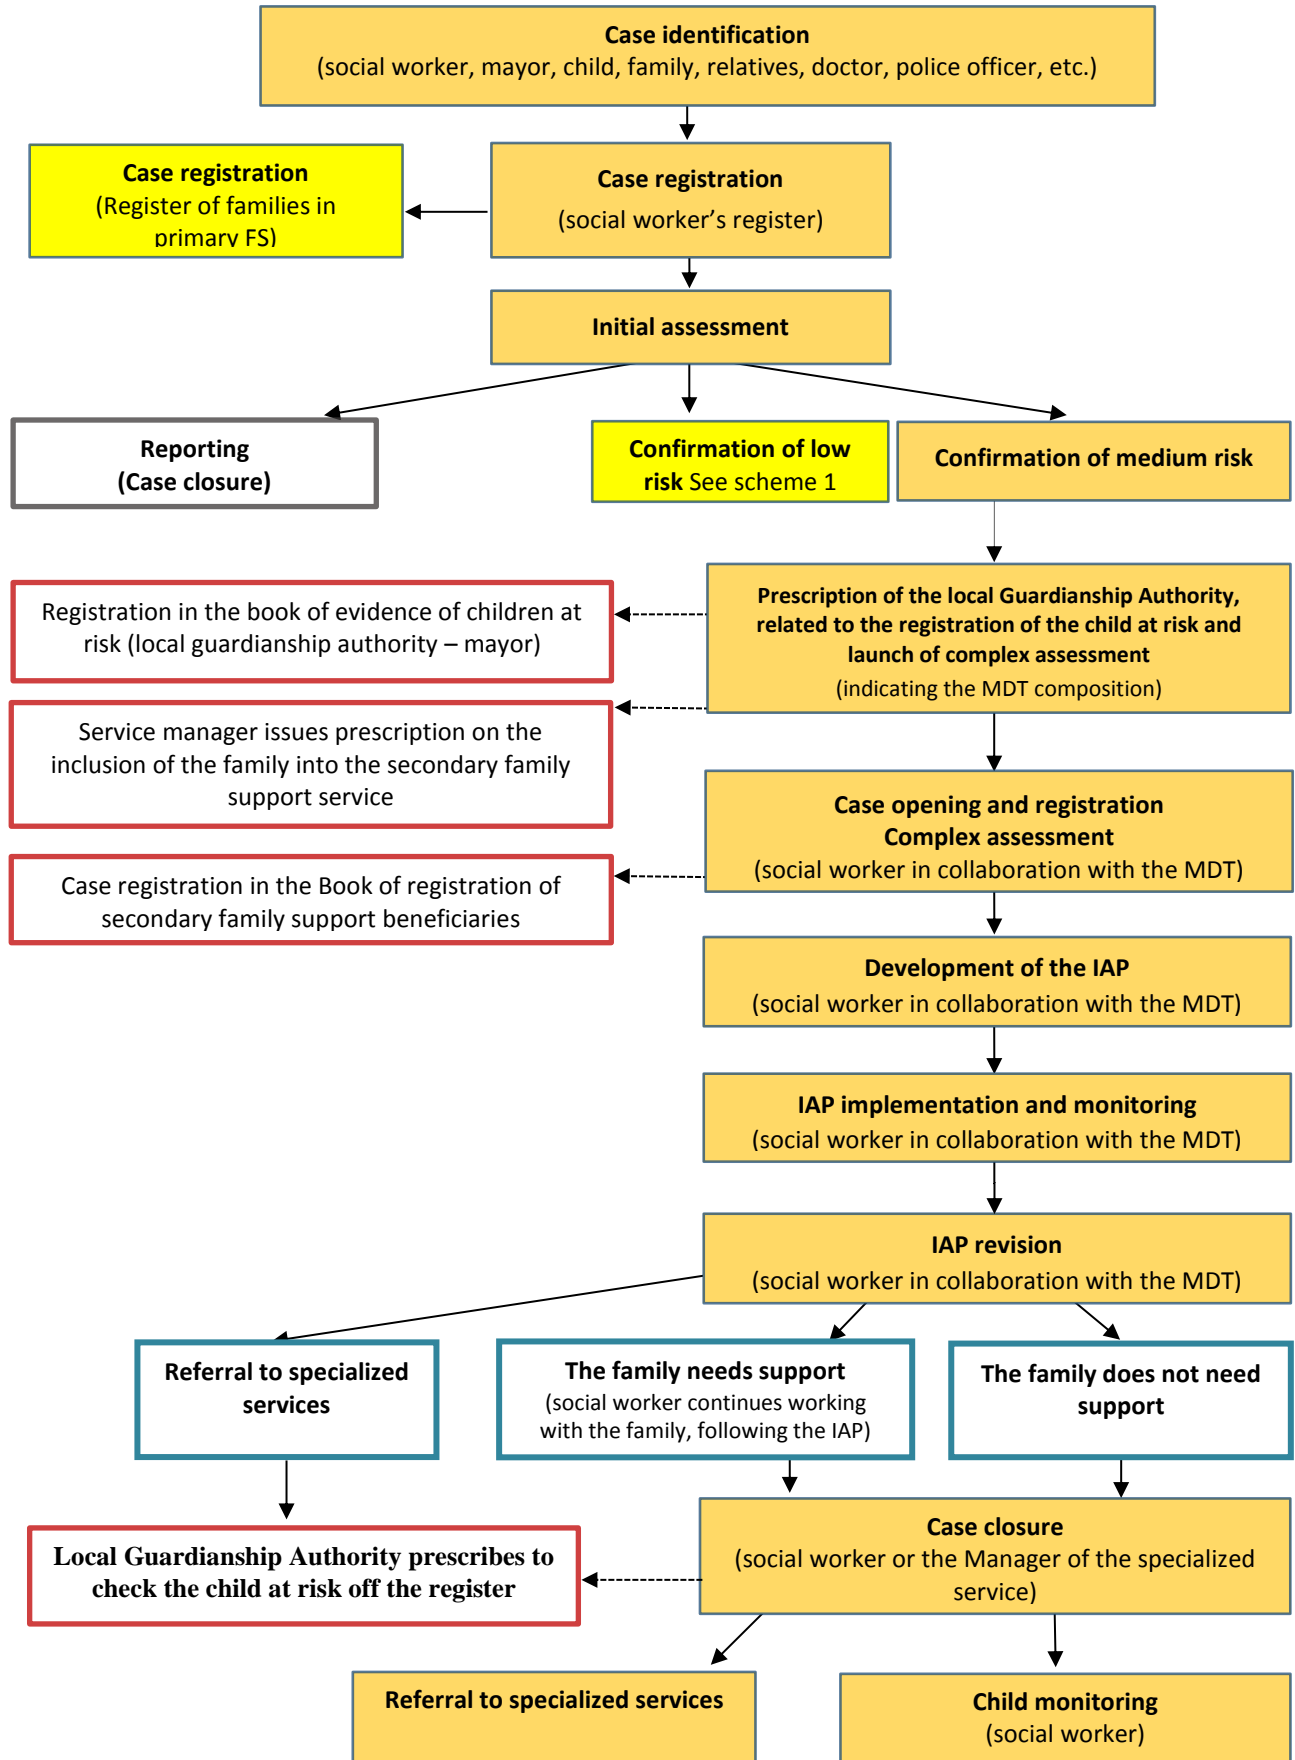 Case identification
(social worker, mayor, child, family, relatives, doctor, police officer, etc.)
Case registration
(Register of families in
primary FS)
Case registration
(social worker’s register)
Initial assessment
Reporting
(Case closure)
Confirmation of low
risk See scheme 1
Confirmation of medium risk
Registration in the book of evidence of children at
risk (local guardianship authority – mayor)
Prescription of the local Guardianship Authority,
related to the registration of the child at risk and
launch of complex assessment
(indicating the MDT composition)
Service manager issues prescription on the
inclusion of the family into the secondary family
support service
Case opening and registration
Complex assessment
(social worker in collaboration with the MDT)
Case registration in the Book of registration of
secondary family support beneficiaries
Development of the IAP
(social worker in collaboration with the MDT)
IAP implementation and monitoring
(social worker in collaboration with the MDT)
IAP revision
(social worker in collaboration with the MDT)
Referral to specialized
services
The family needs support
(social worker continues working
with the family, following the IAP)
The family does not need
support
Case closure
(social worker or the Manager of the specialized
service)
Local Guardianship Authority prescribes to
check the child at risk off the register
Referral to specialized services
Child monitoring
(social worker)